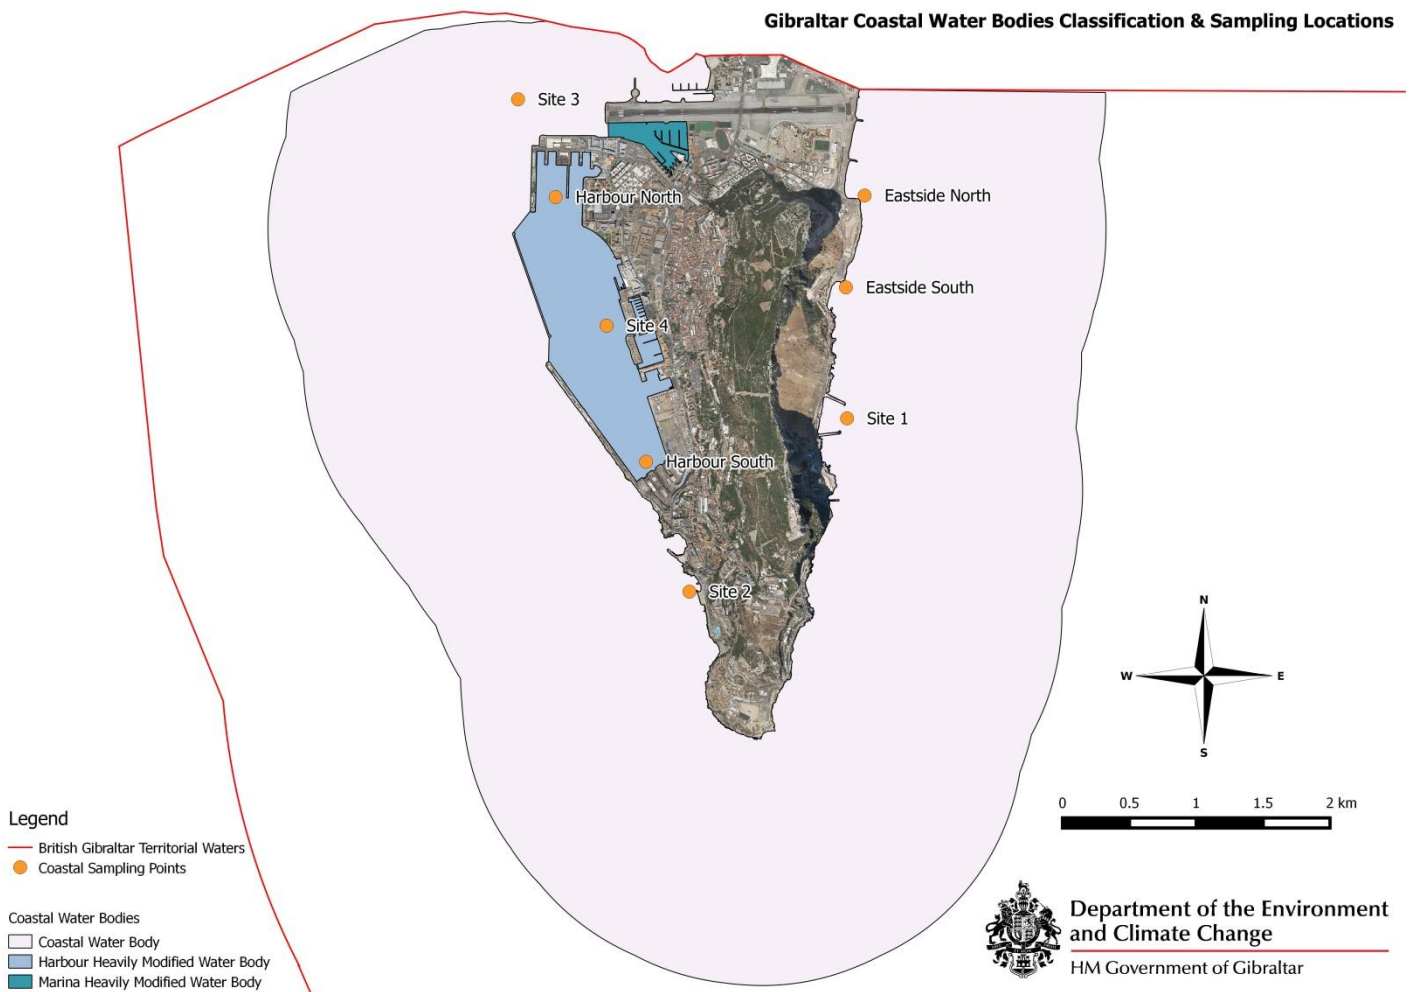 Gibraltar Coastal Water Bodies Classification & Sampling Locations
Site 3
Harbour North
Eastside North
Eastside South
Site 4
Site 1
Harbour South
Site 2
N
W
E
S
0 0.5 1 1.5 2 km
Legend
British Gibraltar Territorial Waters
Coastal Sampling Points
Coastal Water Bodies
Coastal Water Body
Harbour Heavily Modified Water Body
Marina Heavily Modified Water Body
Department of the Environment
and Climate Change
HM Government of Gibraltar